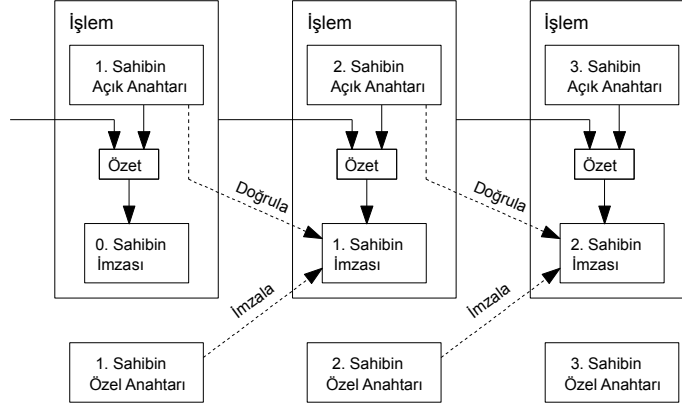 İşlem
İşlem
İşlem
1. Sahibin
Açık Anahtarı
2. Sahibin
Açık Anahtarı
3. Sahibin
Açık Anahtarı
Özet
Özet
Özet
Doğrula
Doğrula
0. Sahibin
İmzası
1. Sahibin
İmzası
2. Sahibin
İmzası
İmzala
İmzala
1. Sahibin
Özel Anahtarı
2. Sahibin
Özel Anahtarı
3. Sahibin
Özel Anahtarı